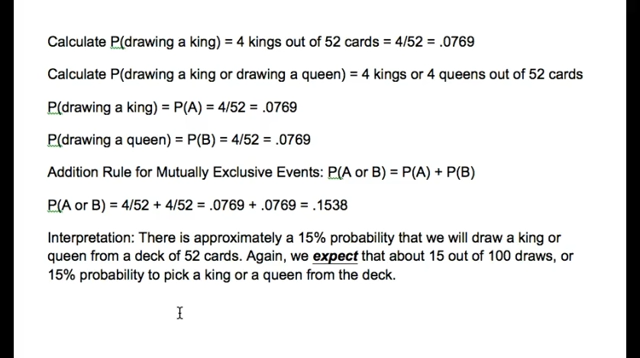 Calculate P(drawing a king) = 4 kings out of 52 cards = 4/52 = .0769
Calculate P(drawing a king or drawing a queen) = 4 kings or 4 queens out of 52 cards
P(drawing a king) = P(A) = 4/52 = .0769
P(drawing a queen) = P(B) = 4/52 = .0769
Addition Rule for Mutually Exclusive Events: P(A or B) = P(A) + P(B)
P(A or B) = 4/52 + 4/52 = .0769 + .0769 = .1538
Interpretation: There is approximately a 15% probability that we will draw a king or
queen from a deck of 52 cards. Again, we expect that about 15 out of 100 draws, or
15% probability to pick a king or a queen from the deck.